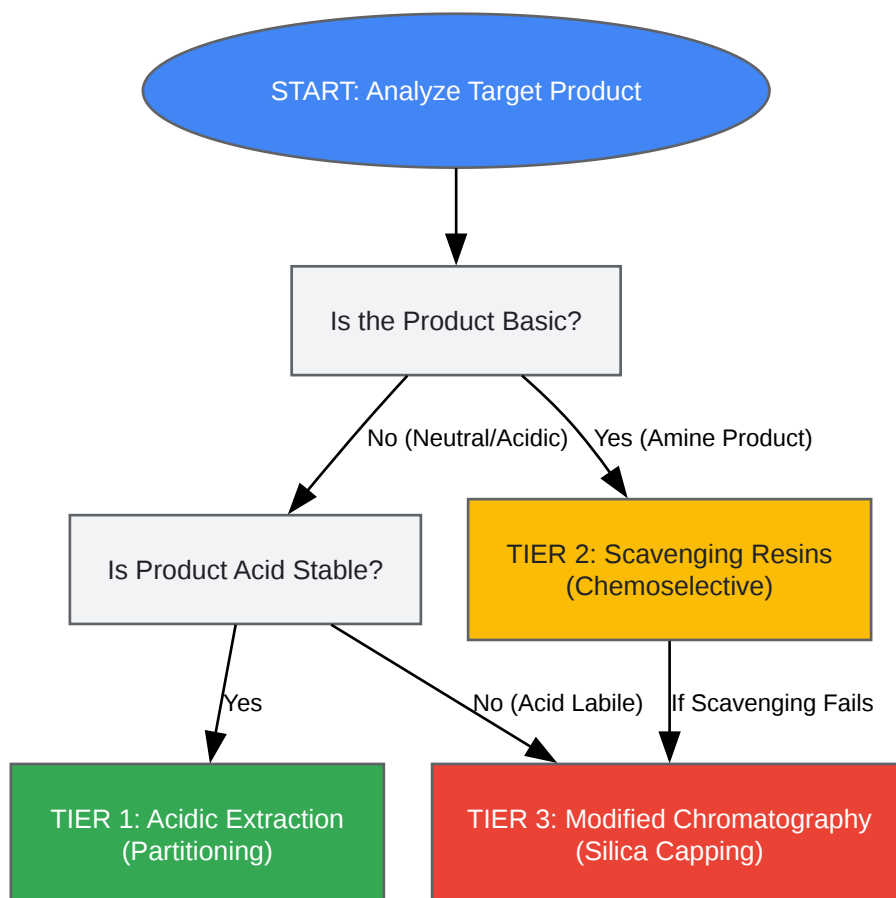 START: Analyze Target Product
Is the Product Basic?
No (Neutral/Acidic)
Yes (Amine Product)
Is Product Acid Stable?
TIER 2: Scavenging Resins
(Chemoselective)
Yes
No (Acid Labile)
If Scavenging Fails
TIER 1: Acidic Extraction
(Partitioning)
TIER 3: Modified Chromatography
(Silica Capping)